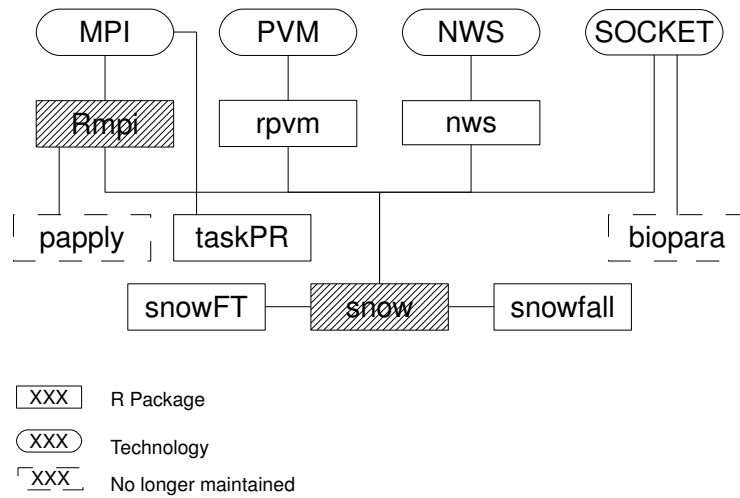 MPI PVM NWS SOCKET
Rmpi rpvm nws
papply taskPR biopara
snowFT snow snowfall
XXX R Package
XXX Technology
XXX No longer maintained